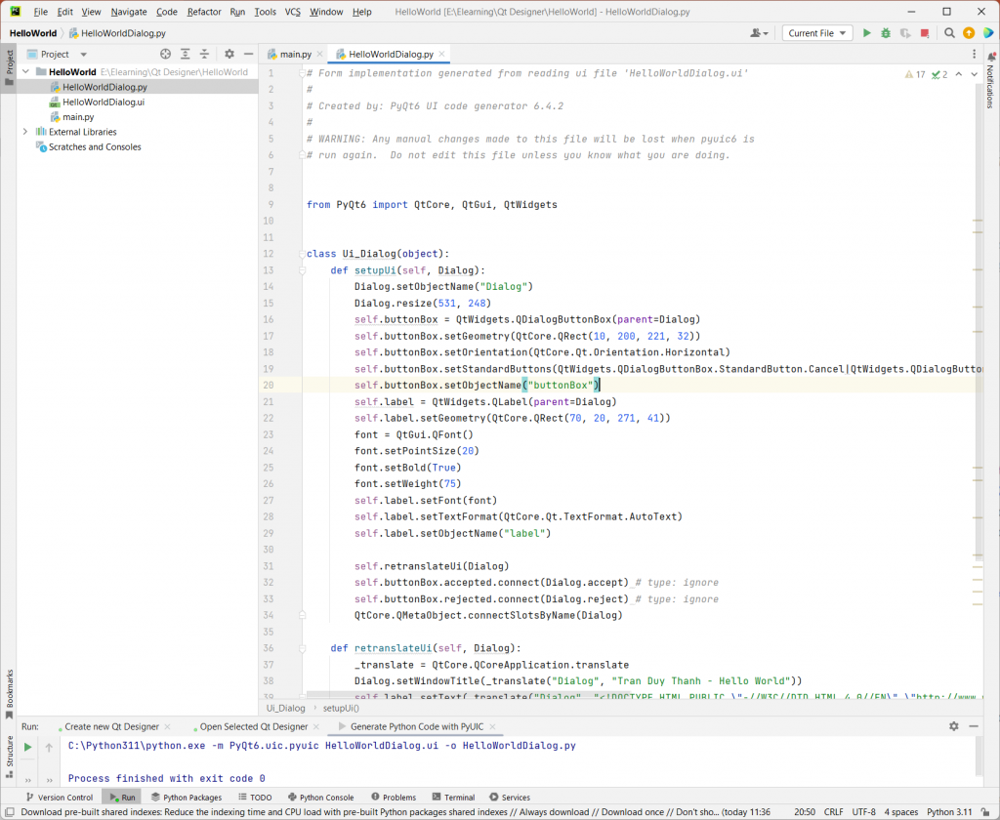 File Edit View Navigate Code Refactor Run Tools VCS Window Help HelloWorld [E:\Elearning\Qt Designer\HelloWorld] - HelloWorldDialog.py
HelloWorld HelloWorldDialog.py Current File
Project
main.py HelloWorldDialog.py
HelloWorld E:\Elearning\Qt Designer\HelloWorld
HelloWorldDialog.py
HelloWorldDialog.ui
main.py
External Libraries
Scratches and Consoles
Project
Bookmarks
Structure
Notifications
17 2
1 # Form implementation generated from reading ui file 'HelloWorldDialog.ui'
2 #
3 # Created by: PyQt6 UI code generator 6.4.2
4 #
5 # WARNING: Any manual changes made to this file will be lost when pyuic6 is
6 # run again.  Do not edit this file unless you know what you are doing.
7
8
9 from PyQt6 import QtCore, QtGui, QtWidgets
10
11
12 class Ui_Dialog(object):
13     def setupUi(self, Dialog):
14         Dialog.setObjectName("Dialog")
15         Dialog.resize(531, 248)
16         self.buttonBox = QtWidgets.QDialogButtonBox(parent=Dialog)
17         self.buttonBox.setGeometry(QtCore.QRect(10, 200, 221, 32))
18         self.buttonBox.setOrientation(QtCore.Qt.Orientation.Horizontal)
19         self.buttonBox.setStandardButtons(QtWidgets.QDialogButtonBox.StandardButton.Cancel|QtWidgets.QDialogButto
20         self.buttonBox.setObjectName("buttonBox")
21         self.label = QtWidgets.QLabel(parent=Dialog)
22         self.label.setGeometry(QtCore.QRect(70, 20, 271, 41))
23         font = QtGui.QFont()
24         font.setPointSize(20)
25         font.setBold(True)
26         font.setWeight(75)
27         self.label.setFont(font)
28         self.label.setTextFormat(QtCore.Qt.TextFormat.AutoText)
29         self.label.setObjectName("label")
30
31         self.retranslateUi(Dialog)
32         self.buttonBox.accepted.connect(Dialog.accept) # type: ignore
33         self.buttonBox.rejected.connect(Dialog.reject) # type: ignore
34         QtCore.QMetaObject.connectSlotsByName(Dialog)
35
36     def retranslateUi(self, Dialog):
37         _translate = QtCore.QCoreApplication.translate
38         Dialog.setWindowTitle(_translate("Dialog", "Tran Duy Thanh - Hello World"))
39         self.label.setText(_translate("Dialog", "<!DOCTYPE HTML PUBLIC \"-//W3C//DTD HTML 4.0//EN\" \"http://www.
Ui_Dialog setupUi()
Run: Create new Qt Designer Open Selected Qt Designer Generate Python Code with PyUIC
C:\Python311\python.exe -m PyQt6.uic.pyuic HelloWorldDialog.ui -o HelloWorldDialog.py
Process finished with exit code 0
Version Control Run Python Packages TODO Python Console Problems Terminal Services
Download pre-built shared indexes: Reduce the indexing time and CPU load with pre-built Python packages shared indexes // Always download // Download once // Don't sho... (today 11:36 20:50 CRLF UTF-8 4 spaces Python 3.11